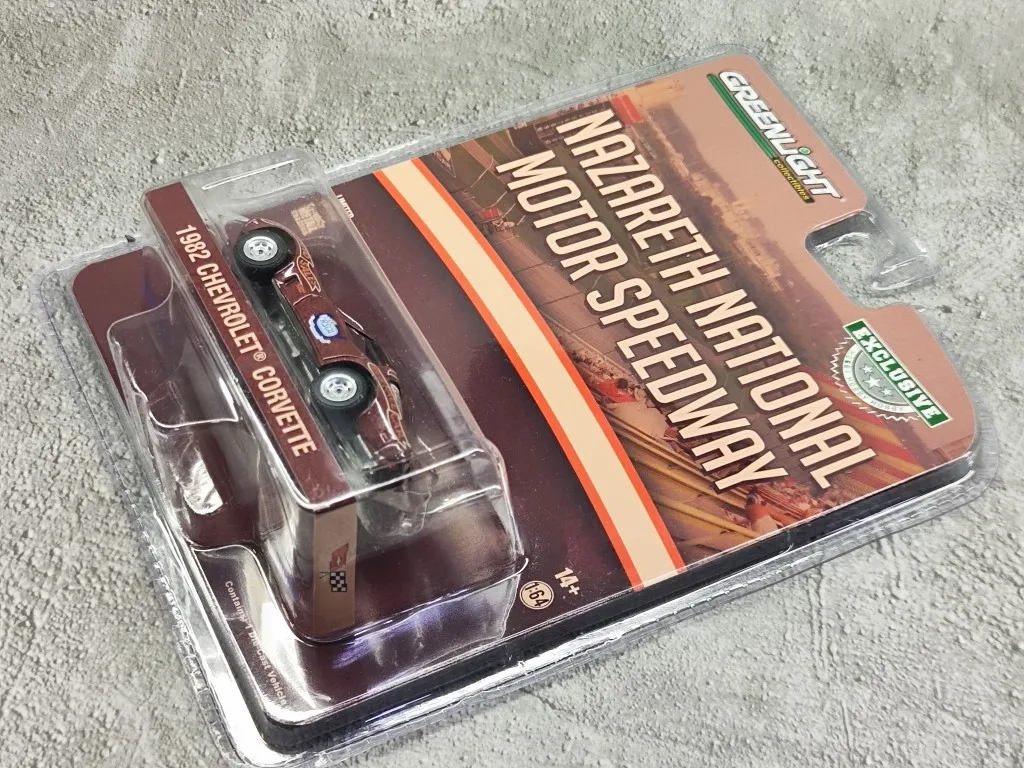 GREENLiGHT
collectibles
NAZARETH NATIONAL
MOTOR SPEEDWAY
EXCLUSIVE
1982 CHEVROLET® CORVETTE
14+
1:64